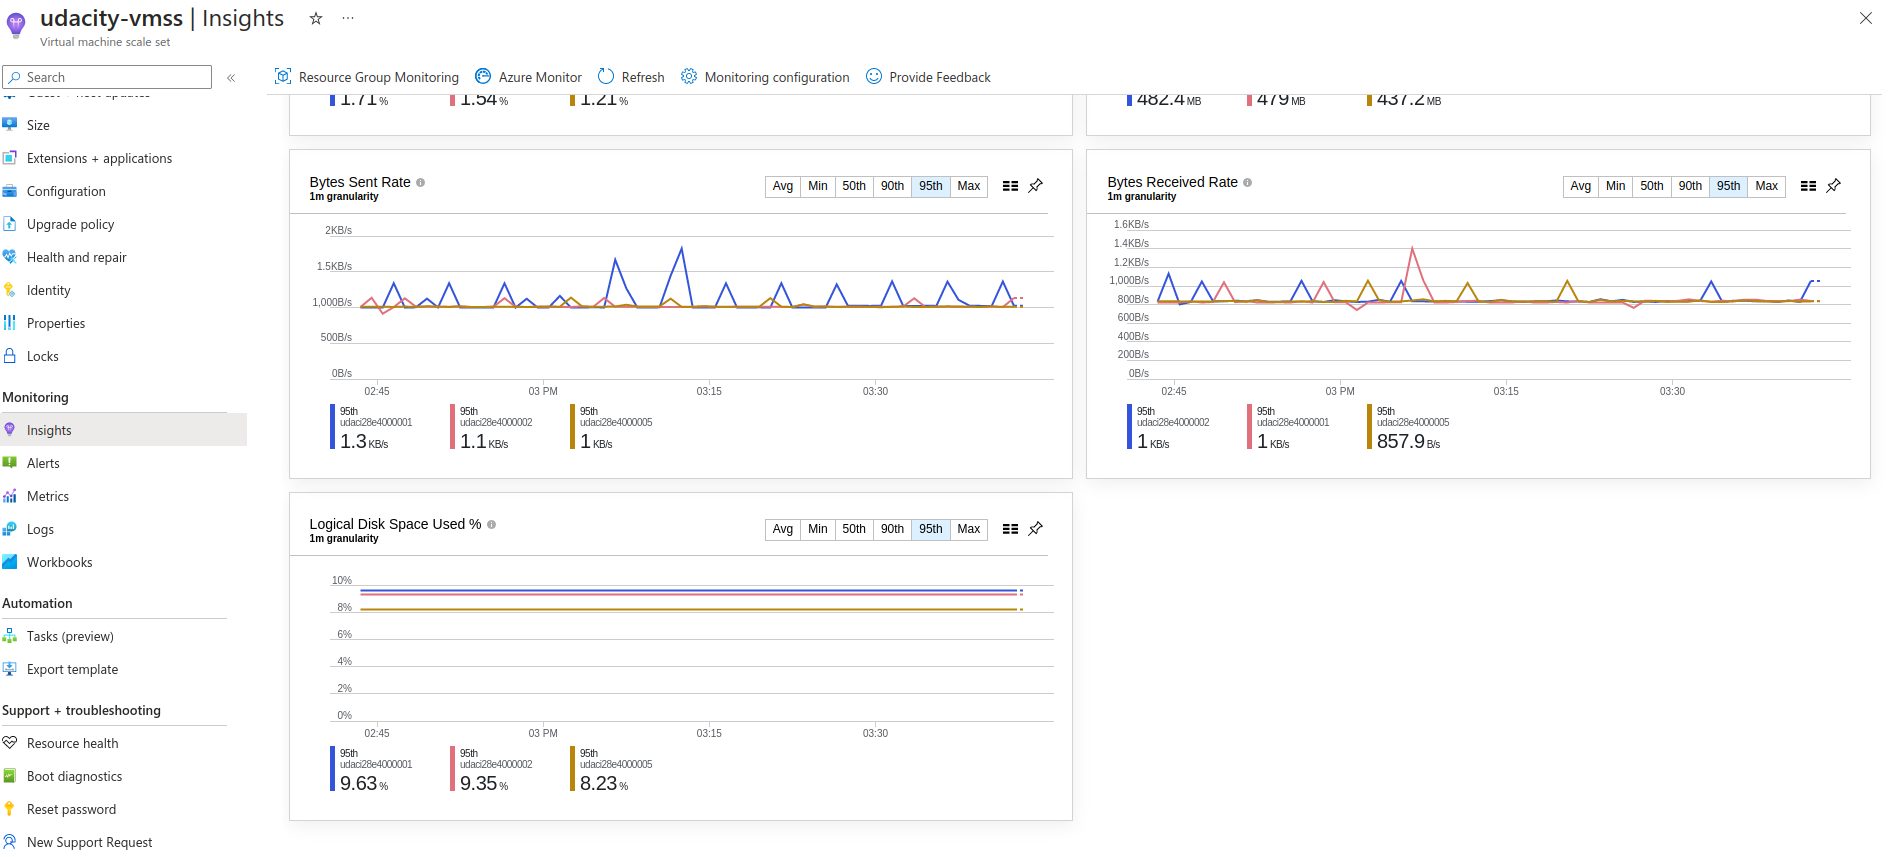 udacity-vmss | Insights
Virtual machine scale set
Search
«
Resource Group Monitoring
Azure Monitor
Refresh
Monitoring configuration
Provide Feedback
Guest + host updates
Size
Extensions + applications
Configuration
Upgrade policy
Health and repair
Identity
Properties
Locks
Monitoring
Insights
Alerts
Metrics
Logs
Workbooks
Automation
Tasks (preview)
Export template
Support + troubleshooting
Resource health
Boot diagnostics
Reset password
New Support Request
1.71 % 1.54 % 1.21 %
482.4 MB 479 MB 437.2 MB
Bytes Sent Rate
1m granularity
Avg Min 50th 90th 95th Max
2KB/s
1.5KB/s
1,000B/s
500B/s
0B/s
02:45 03 PM 03:15 03:30
95th 95th 95th
udaci28e4000001 udaci28e4000002 udaci28e4000005
1.3 KB/s 1.1 KB/s 1 KB/s
Bytes Received Rate
1m granularity
Avg Min 50th 90th 95th Max
1.6KB/s
1.4KB/s
1.2KB/s
1,000B/s
800B/s
600B/s
400B/s
200B/s
0B/s
02:45 03 PM 03:15 03:30
95th 95th 95th
udaci28e4000002 udaci28e4000001 udaci28e4000005
1 KB/s 1 KB/s 857.9 B/s
Logical Disk Space Used %
1m granularity
Avg Min 50th 90th 95th Max
10%
8%
6%
4%
2%
0%
02:45 03 PM 03:15 03:30
95th 95th 95th
udaci28e4000001 udaci28e4000002 udaci28e4000005
9.63 % 9.35 % 8.23 %